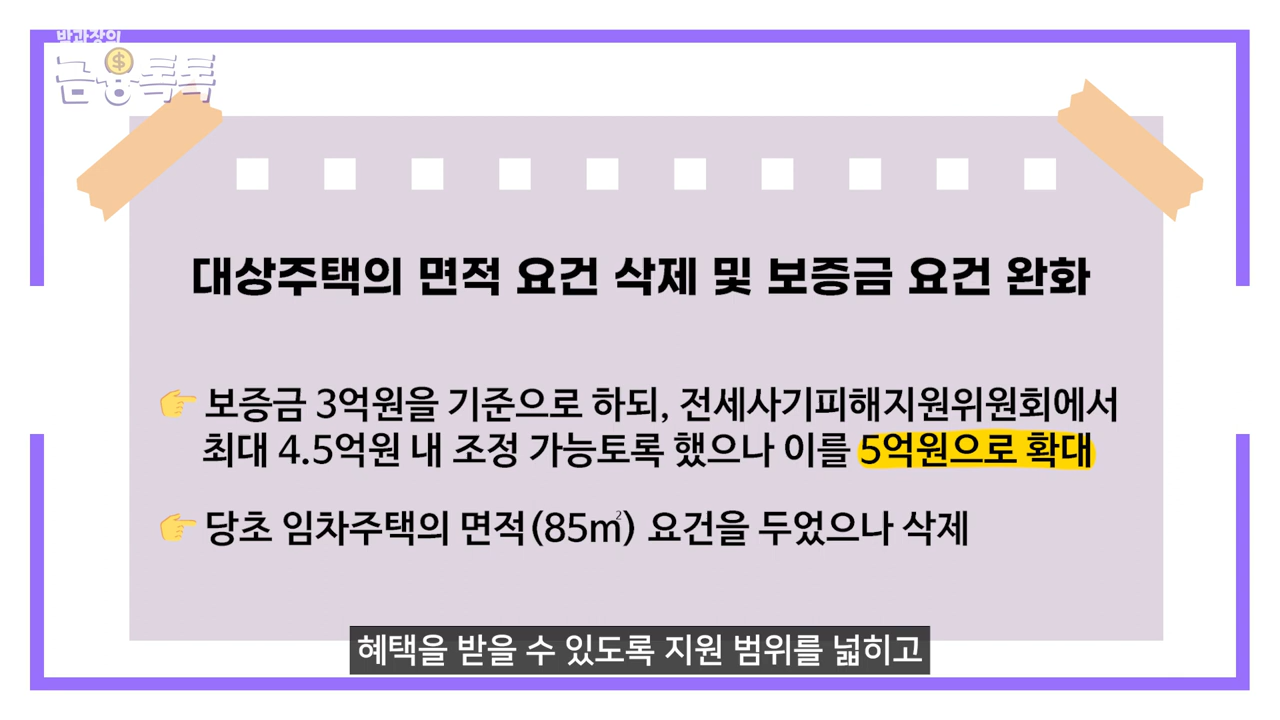 박과장의
금융톡톡
대상주택의 면적 요건 삭제 및 보증금 요건 완화
👉 보증금 3억원을 기준으로 하되, 전세사기피해지원위원회에서
최대 4.5억원 내 조정 가능토록 했으나 이를 5억원으로 확대
👉 당초 임차주택의 면적(85㎡) 요건을 두었으나 삭제
혜택을 받을 수 있도록 지원 범위를 넓히고